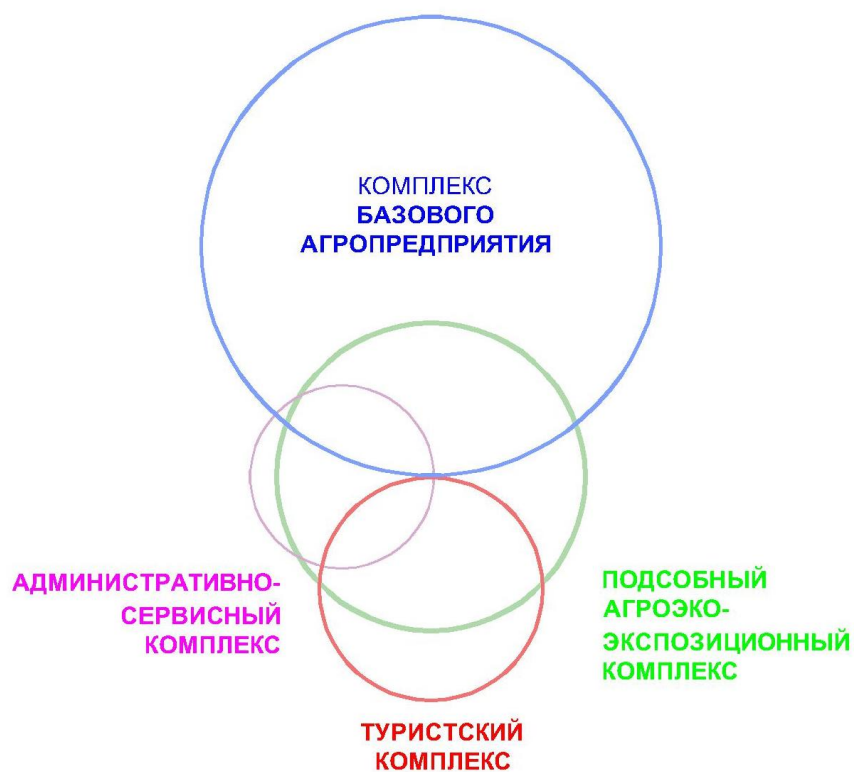 КОМПЛЕКС
БАЗОВОГО
АГРОПРЕДПРИЯТИЯ
АДМИНИСТРАТИВНО-
СЕРВИСНЫЙ
КОМПЛЕКС
ПОДСОБНЫЙ
АГРОЭКО-
ЭКСПОЗИЦИОННЫЙ
КОМПЛЕКС
ТУРИСТСКИЙ
КОМПЛЕКС